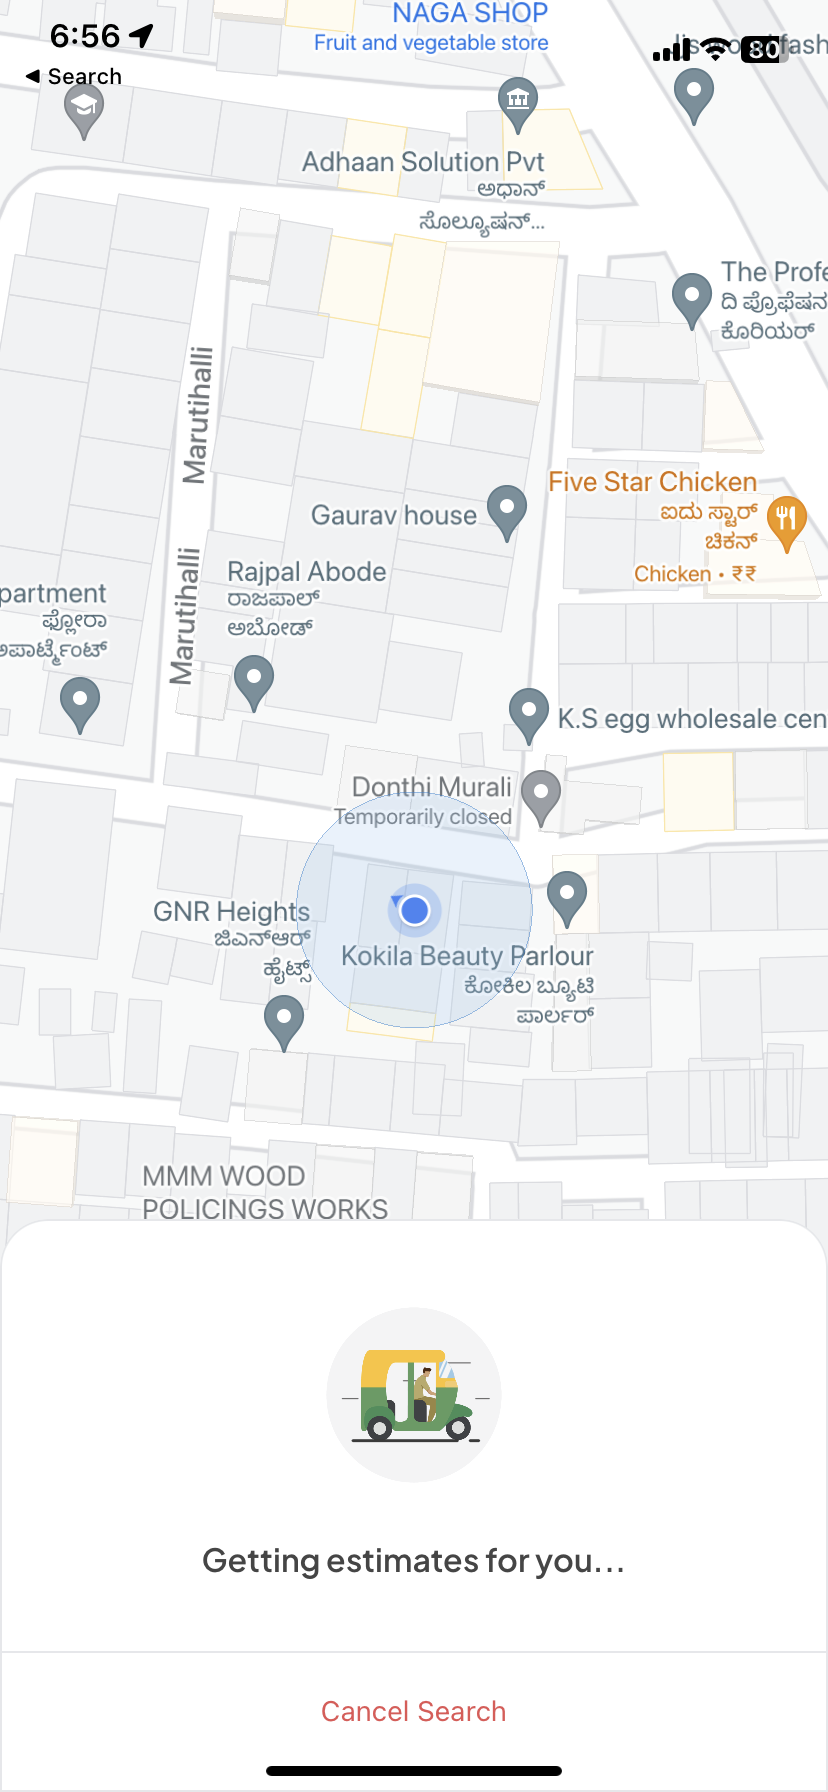 NAGA SHOP
Fruit and vegetable store
6:56
80
Search
Adhaan Solution Pvt
ಅಧಾನ್
ಸೊಲ್ಯೂಷನ್...
The Profe
ದಿ ಪ್ರೊಫೆಷನ
ಕೊರಿಯರ್
Marutihalli
Five Star Chicken
ಐದು ಸ್ಟಾರ್
ಚಿಕನ್
Chicken • ₹₹
Gaurav house
Marutihalli
Rajpal Abode
ರಾಜಪಾಲ್
ಅಬೋಡ್
partment
ಫ್ಲೋರಾ
ಅಪಾರ್ಟ್ಮೆಂಟ್
K.S egg wholesale cen
Donthi Murali
Temporarily closed
GNR Heights
ಜಿಎನ್ಆರ್
ಹೈಟ್ಸ್
Kokila Beauty Parlour
ಕೋಕಿಲ ಬ್ಯೂಟಿ
ಪಾರ್ಲರ್
MMM WOOD
POLICINGS WORKS
Getting estimates for you...
Cancel Search